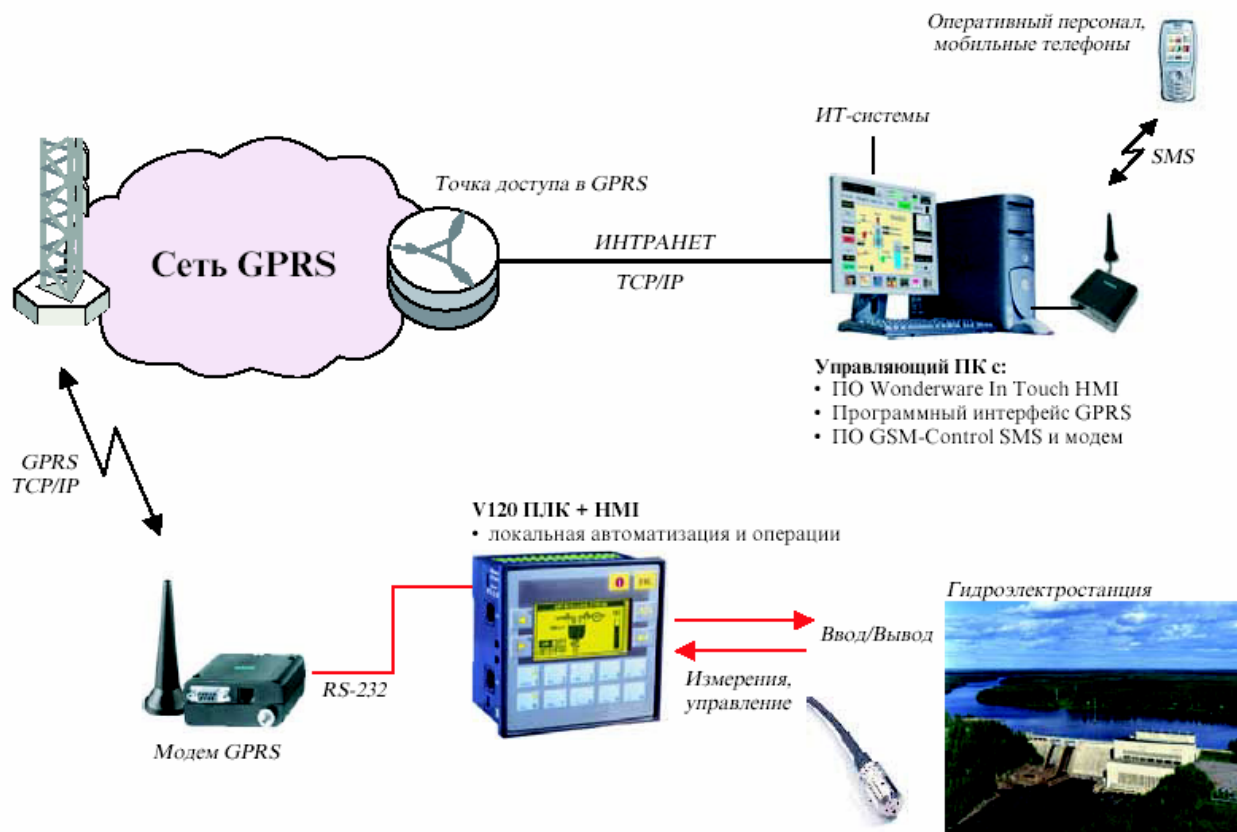 Оперативный персонал,
мобильные телефоны
ИТ-системы
SMS
Точка доступа в GPRS
Сеть GPRS
ИНТРАНЕТ
TCP/IP
Управляющий ПК с:
• ПО Wonderware In Touch HMI
• Программный интерфейс GPRS
• ПО GSM-Control SMS и модем
GPRS
TCP/IP
V120 ПЛК + HMI
• локальная автоматизация и операции
Гидроэлектростанция
Ввод/Вывод
RS-232
Измерения,
управление
Модем GPRS